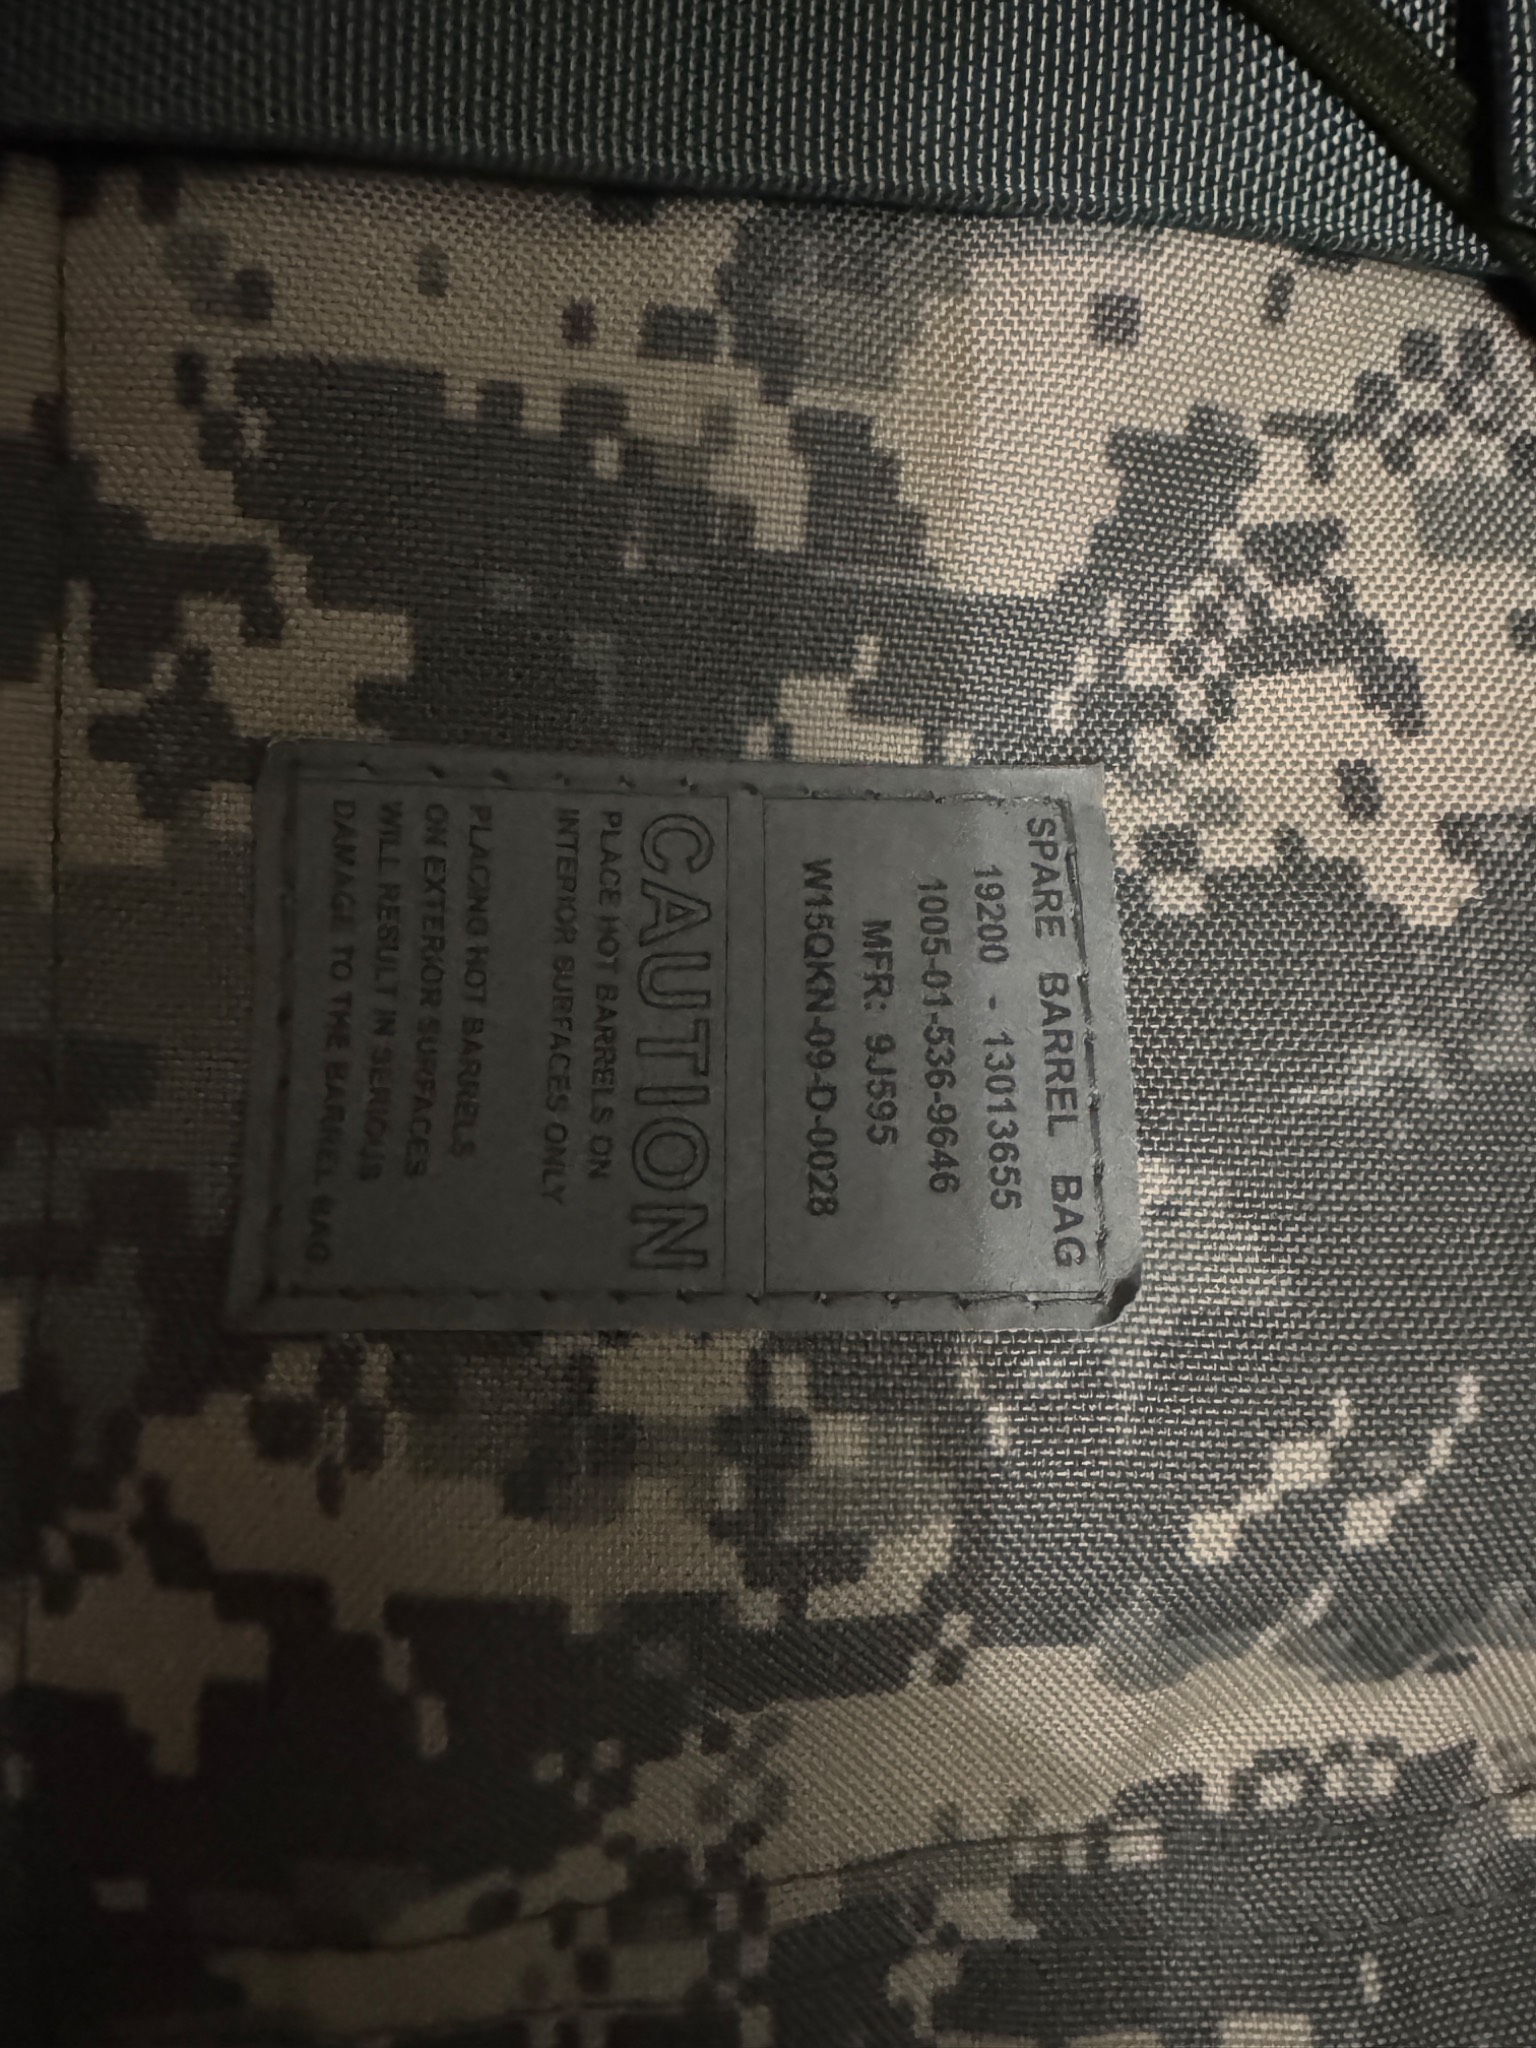 SPARE BARREL BAG
19200 - 13013655
1005-01-536-9646
MFR: 9J595
W15QKN-09-D-0028
CAUTION
PLACE HOT BARRELS ON
INTERIOR SURFACES ONLY
PLACING HOT BARRELS
ON EXTERIOR SURFACES
WILL RESULT IN SERIOUS
DAMAGE TO THE BARREL BAG